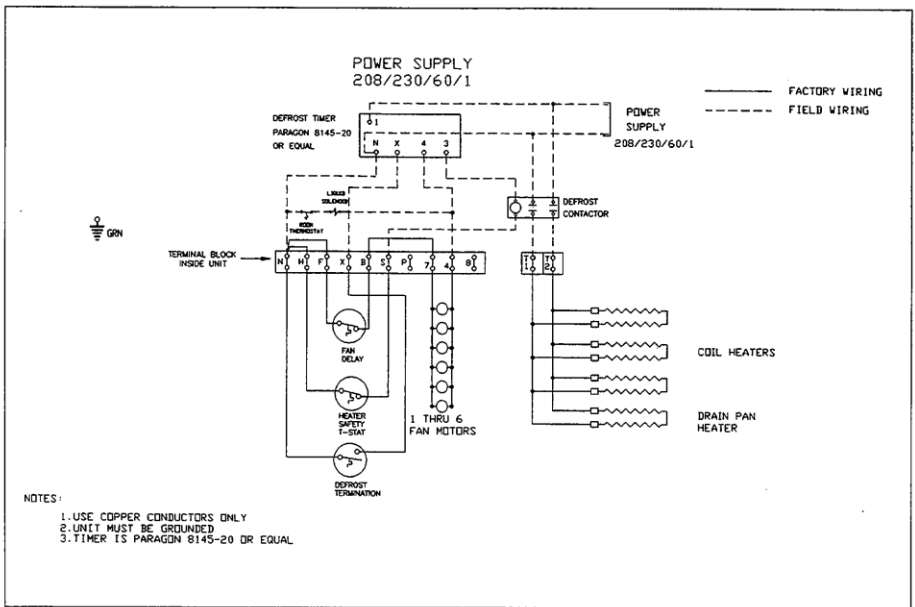 POWER SUPPLY
208/230/60/1
FACTORY WIRING
FIELD WIRING
DEFROST TIMER
PARAGON 8145-20
OR EQUAL
1
N X 4 3
POWER
SUPPLY
208/230/60/1
LIQUID
SOLENOID
ROOM
THERMOSTAT
DEFROST
CONTACTOR
GRN
TERMINAL BLOCK
INSIDE UNIT
N H F X B S P 7 4 8
T1 T2
FAN
DELAY
HEATER
SAFETY
T-STAT
1 THRU 6
FAN MOTORS
DEFROST
TERMINATION
COIL HEATERS
DRAIN PAN
HEATER
NOTES:
1.USE COPPER CONDUCTORS ONLY
2.UNIT MUST BE GROUNDED
3.TIMER IS PARAGON 8145-20 OR EQUAL